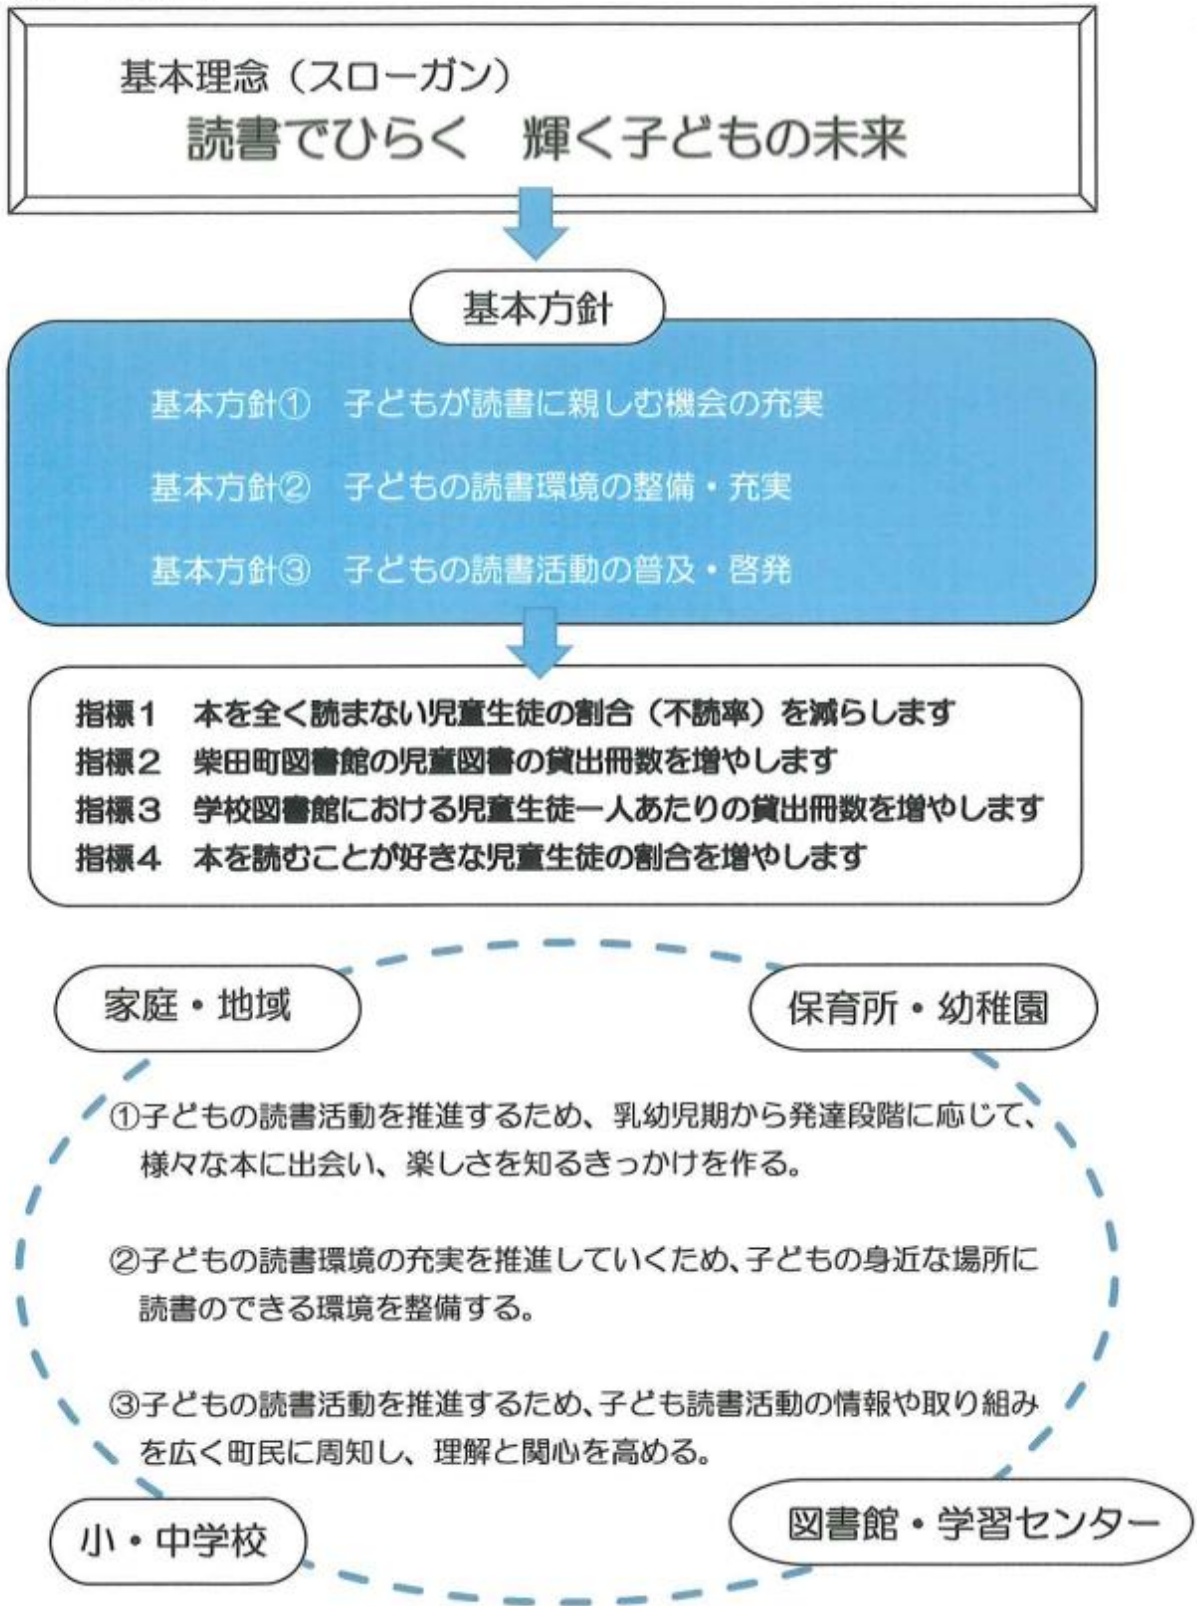 基本理念（スローガン）
読書でひらく　輝く子どもの未来
基本方針
基本方針①　子どもが読書に親しむ機会の充実
基本方針②　子どもの読書環境の整備・充実
基本方針③　子どもの読書活動の普及・啓発
指標１　本を全く読まない児童生徒の割合（不読率）を減らします
指標２　柴田町図書館の児童図書の貸出冊数を増やします
指標３　学校図書館における児童生徒一人あたりの貸出冊数を増やします
指標４　本を読むことが好きな児童生徒の割合を増やします
家庭・地域
保育所・幼稚園
①子どもの読書活動を推進するため、乳幼児期から発達段階に応じて、
様々な本に出会い、楽しさを知るきっかけを作る。
②子どもの読書環境の充実を推進していくため、子どもの身近な場所に
読書のできる環境を整備する。
③子どもの読書活動を推進するため、子ども読書活動の情報や取り組み
を広く町民に周知し、理解と関心を高める。
小・中学校
図書館・学習センター